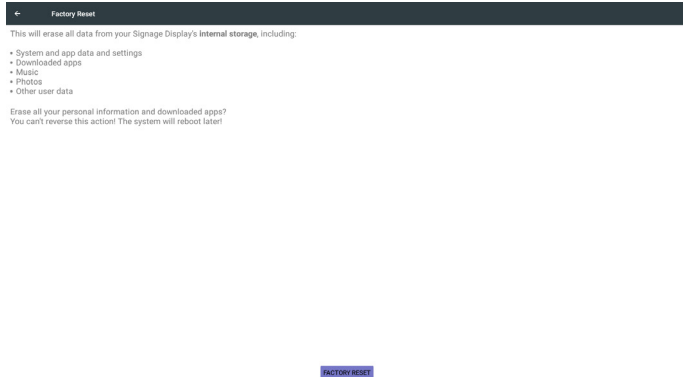 Factory Reset
This will erase all data from your Signage Display's internal storage, including:
• System and app data and settings
• Downloaded apps
• Music
• Photos
• Other user data
Erase all your personal information and downloaded apps?
You can't reverse this action! The system will reboot later!
FACTORY RESET